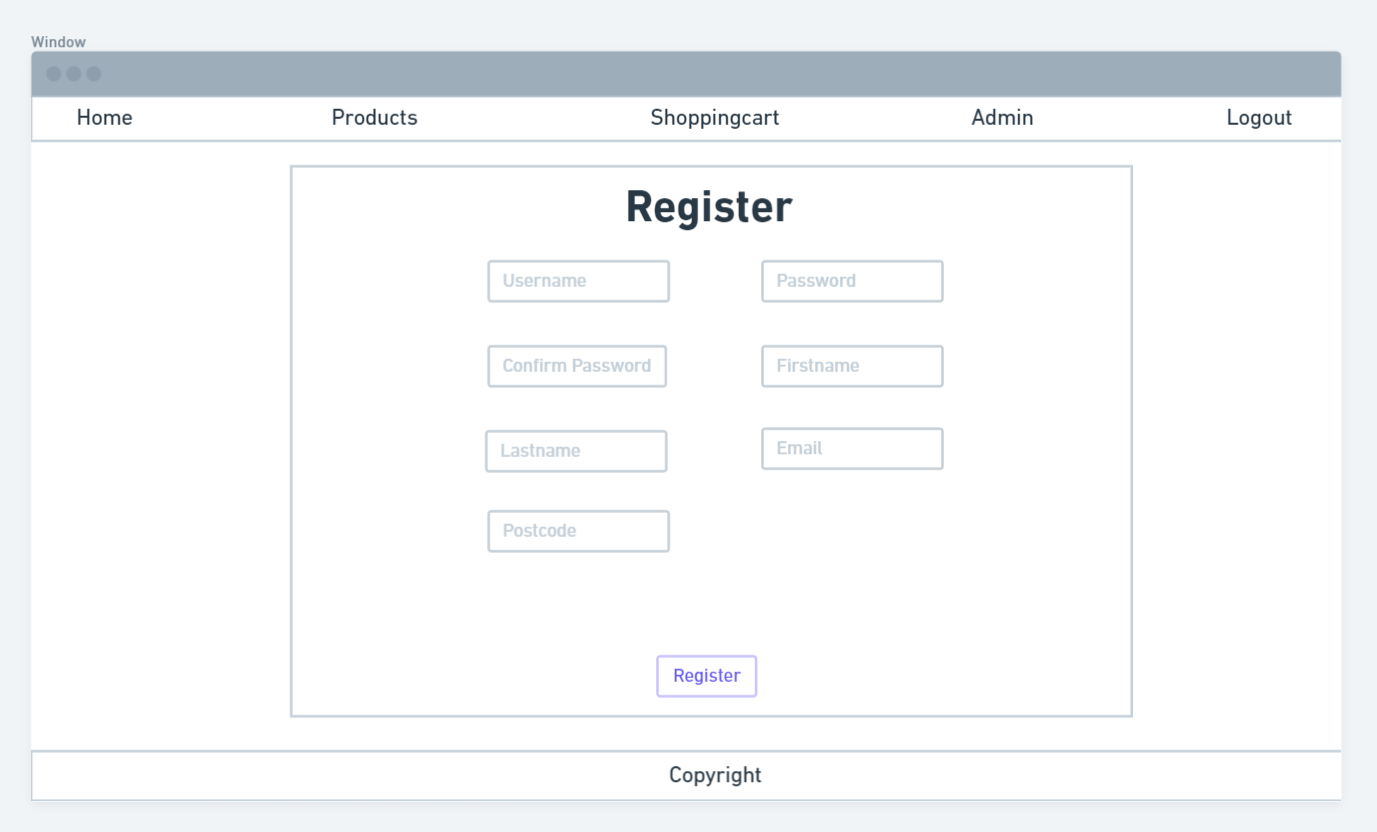 Window
Home Products Shoppingcart Admin Logout
Register
Username Password
Confirm Password Firstname
Lastname Email
Postcode
Register
Copyright